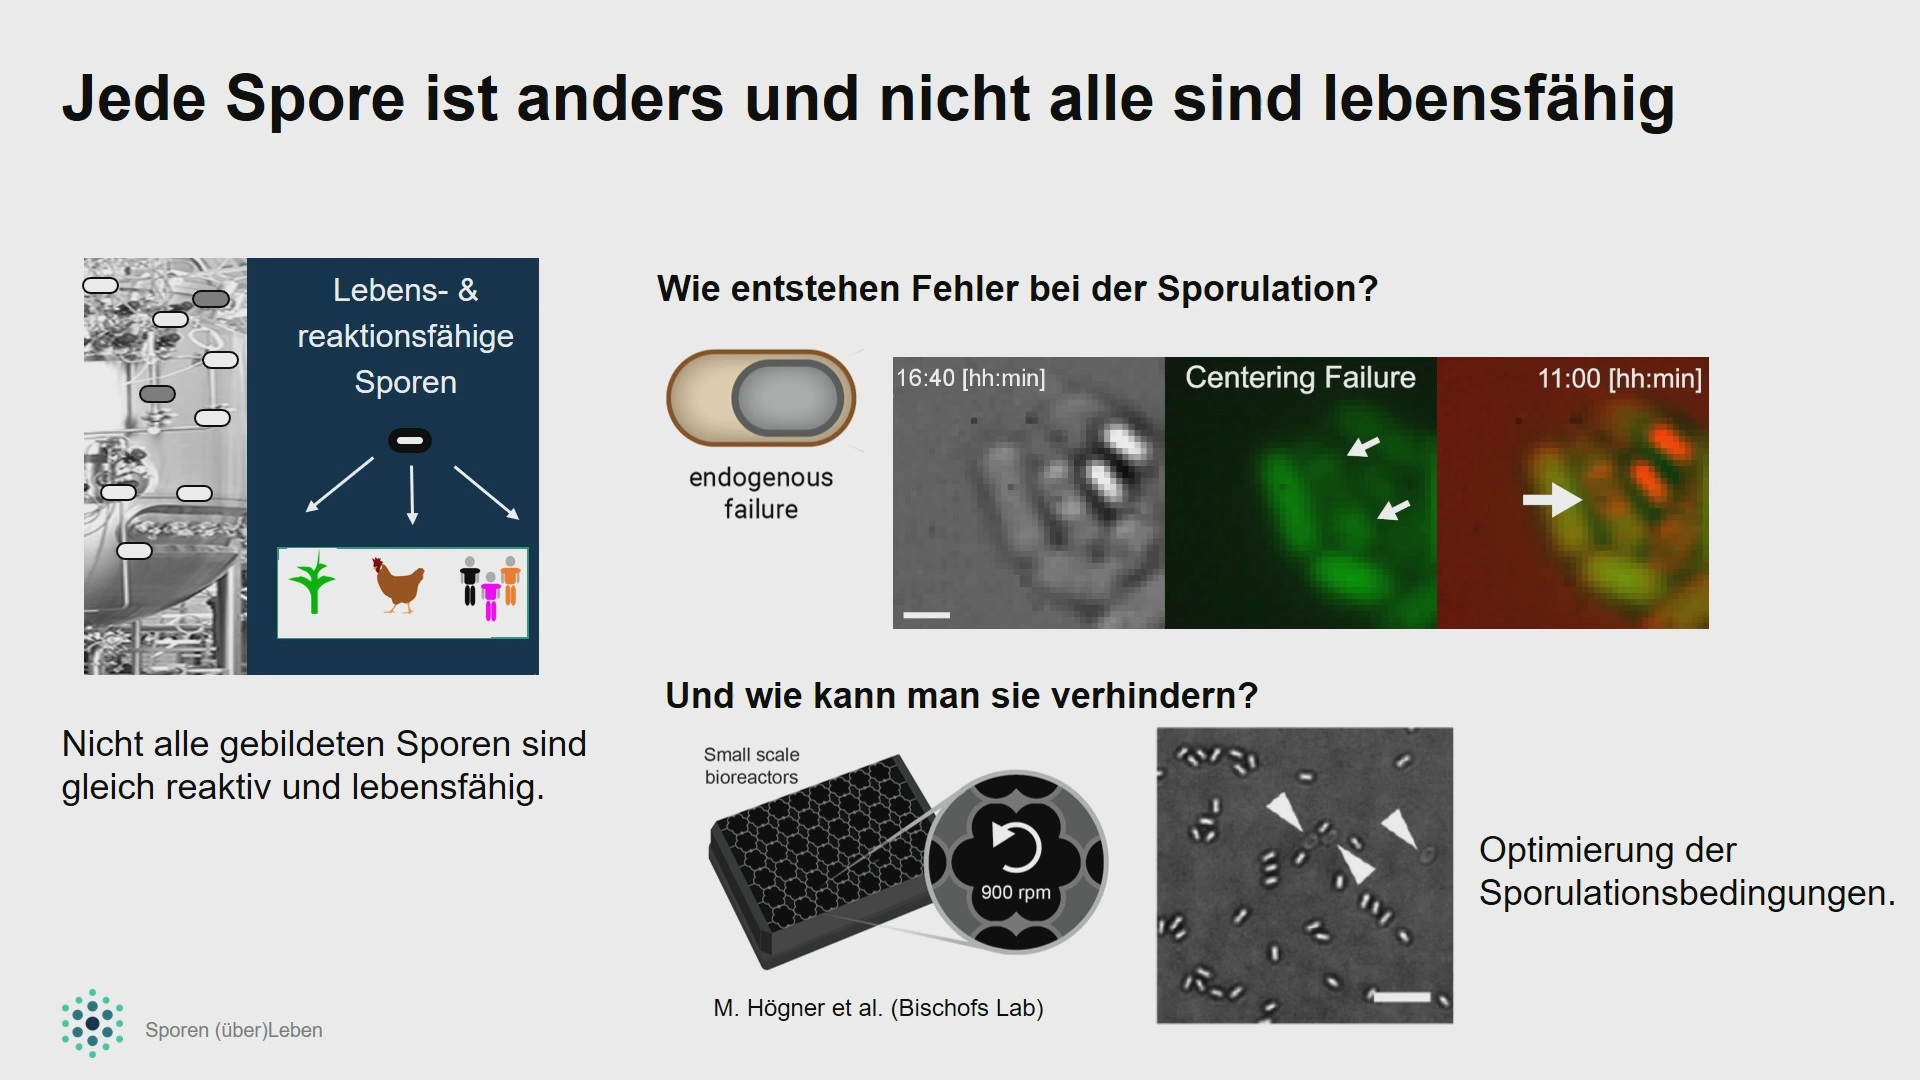 Jede Spore ist anders und nicht alle sind lebensfähig
Lebens- &
reaktionsfähige
Sporen
Nicht alle gebildeten Sporen sind
gleich reaktiv und lebensfähig.
Wie entstehen Fehler bei der Sporulation?
endogenous
failure
16:40 [hh:min]
Centering Failure
11:00 [hh:min]
Und wie kann man sie verhindern?
Small scale
bioreactors
900 rpm
M. Högner et al. (Bischofs Lab)
Optimierung der
Sporulationsbedingungen.
Sporen (über)Leben